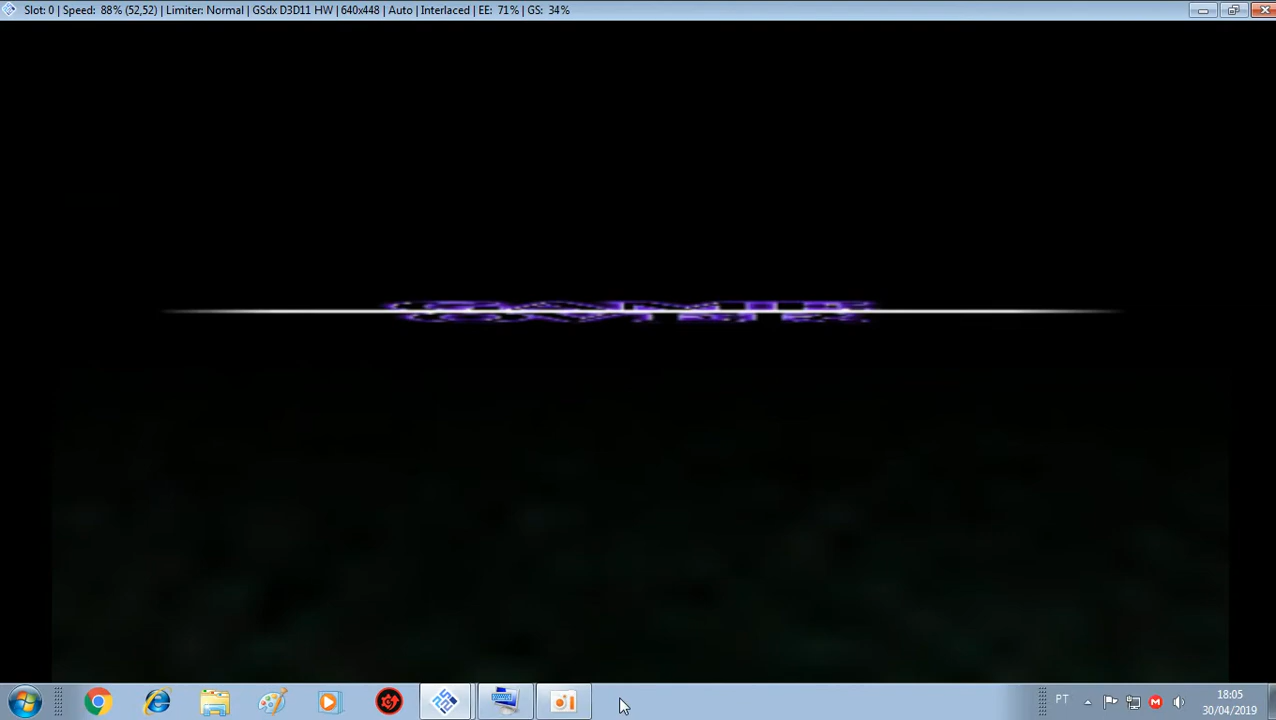 Slot: 0 | Speed: 88% (52,52) | Limiter: Normal | GSdx D3D11 HW | 640x448 | Auto | Interlaced | EE: 71% | GS: 34%
PT
18:05
30/04/2019